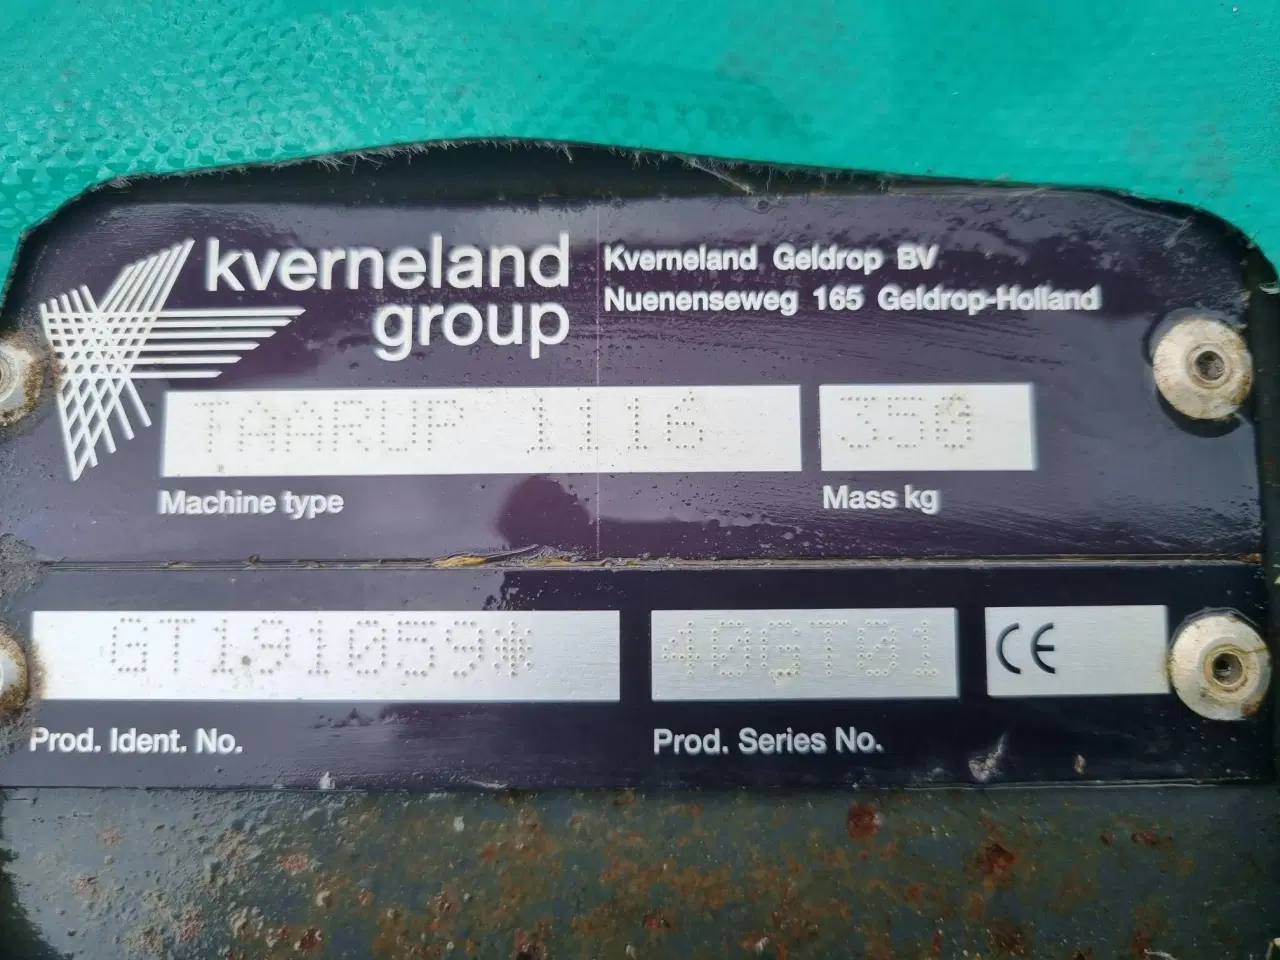 kverneland
group
Kverneland Geldrop BV
Nuenenseweg 165 Geldrop-Holland
TAARUP 1116
350
Machine type
Mass kg
GT191059*
40GT01
CE
Prod. Ident. No.
Prod. Series No.